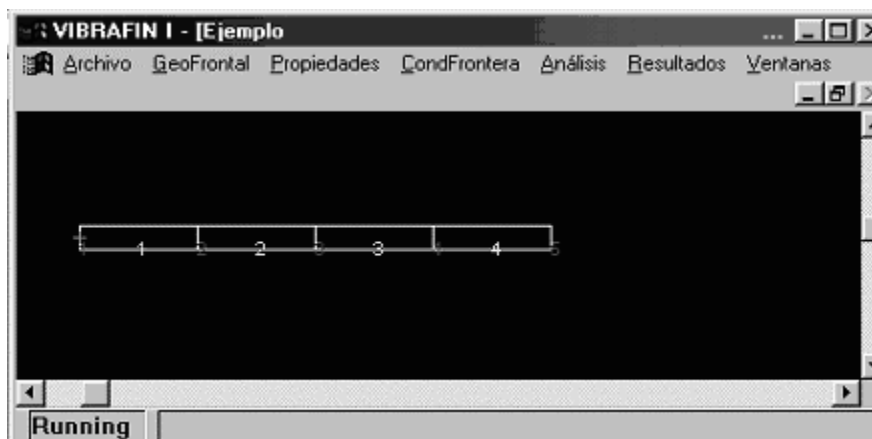 VIBRAFIN I - [Ejemplo ...
Archivo GeoFrontal Propiedades CondFrontera Análisis Resultados Ventanas
1 2 3 4
Running